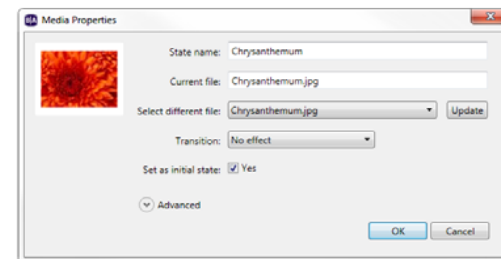 Media Properties
State name: Chrysanthemum
Current file: Chrysanthemum.jpg
Select different file: Chrysanthemum.jpg Update
Transition: No effect
Set as initial state: Yes
Advanced
OK Cancel